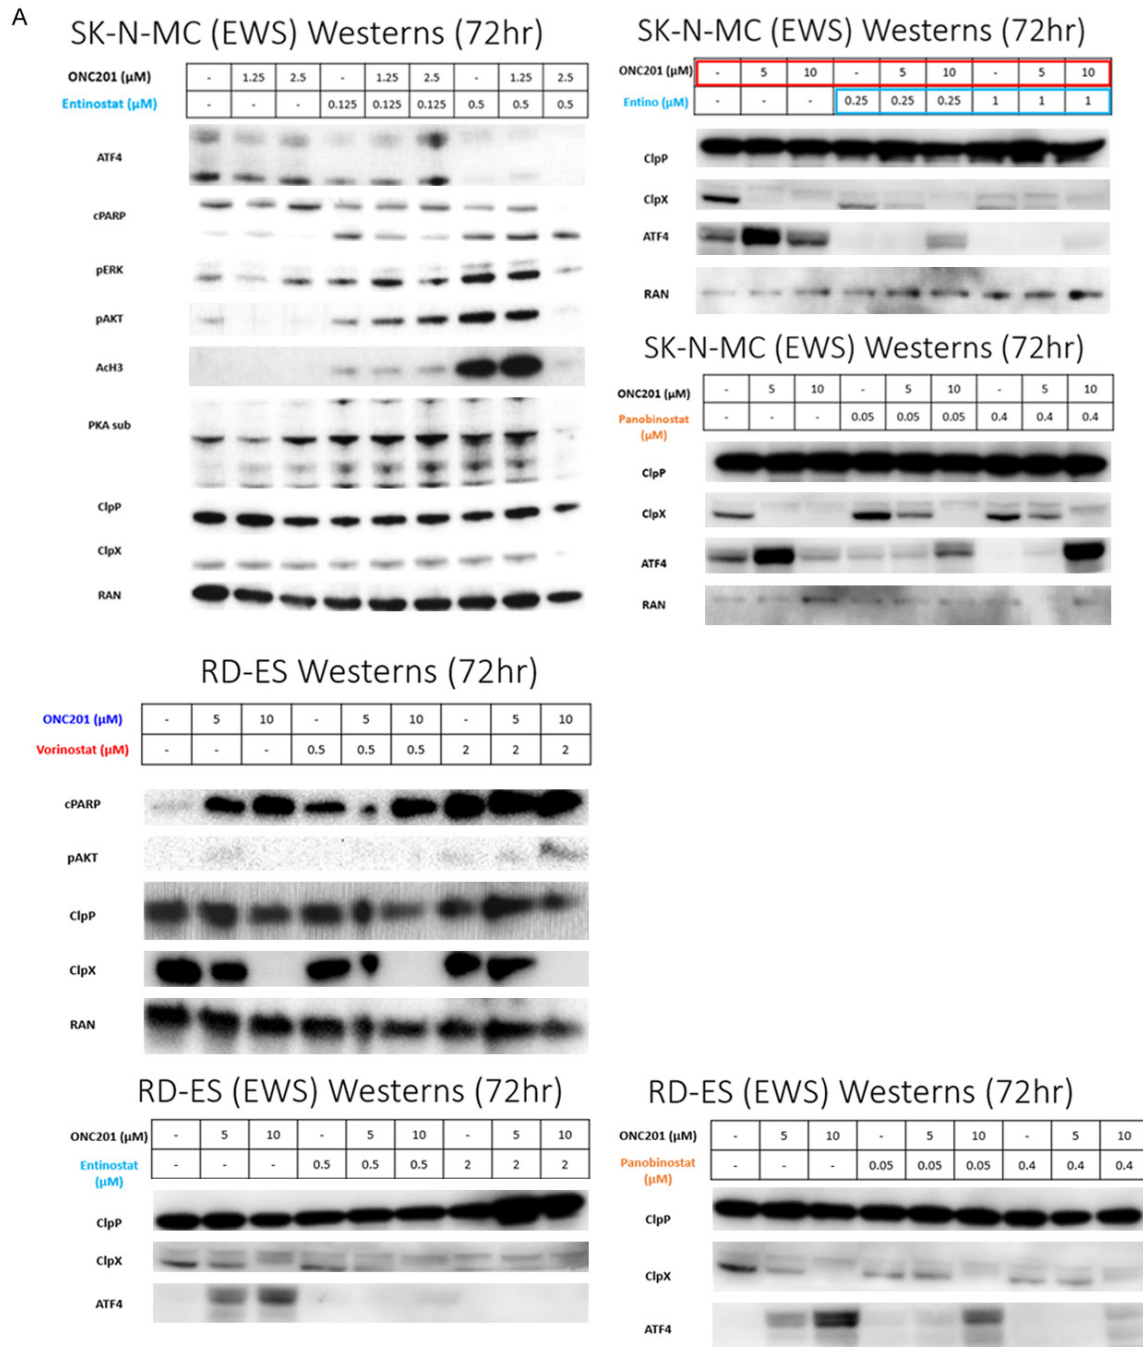 A
SK-N-MC (EWS) Westerns (72hr)
ONC201 (µM) - 1.25 2.5 - 1.25 2.5 - 1.25 2.5
Entinostat (µM) - - - 0.125 0.125 0.125 0.5 0.5 0.5
ATF4
cPARP
pERK
pAKT
AcH3
PKA sub
ClpP
ClpX
RAN
SK-N-MC (EWS) Westerns (72hr)
ONC201 (µM) - 5 10 - 5 10 - 5 10
Entino (µM) - - - 0.25 0.25 0.25 1 1 1
ClpP
ClpX
ATF4
RAN
SK-N-MC (EWS) Westerns (72hr)
ONC201 (µM) - 5 10 - 5 10 - 5 10
Panobinostat - - - 0.05 0.05 0.05 0.4 0.4 0.4
(µM)
ClpP
ClpX
ATF4
RAN
RD-ES Westerns (72hr)
ONC201 (µM) - 5 10 - 5 10 - 5 10
Vorinostat (µM) - - - 0.5 0.5 0.5 2 2 2
cPARP
pAKT
ClpP
ClpX
RAN
RD-ES (EWS) Westerns (72hr)
ONC201 (µM) - 5 10 - 5 10 - 5 10
Entinostat - - - 0.5 0.5 0.5 2 2 2
(µM)
ClpP
ClpX
ATF4
RD-ES (EWS) Westerns (72hr)
ONC201 (µM) - 5 10 - 5 10 - 5 10
Panobinostat - - - 0.05 0.05 0.05 0.4 0.4 0.4
(µM)
ClpP
ClpX
ATF4